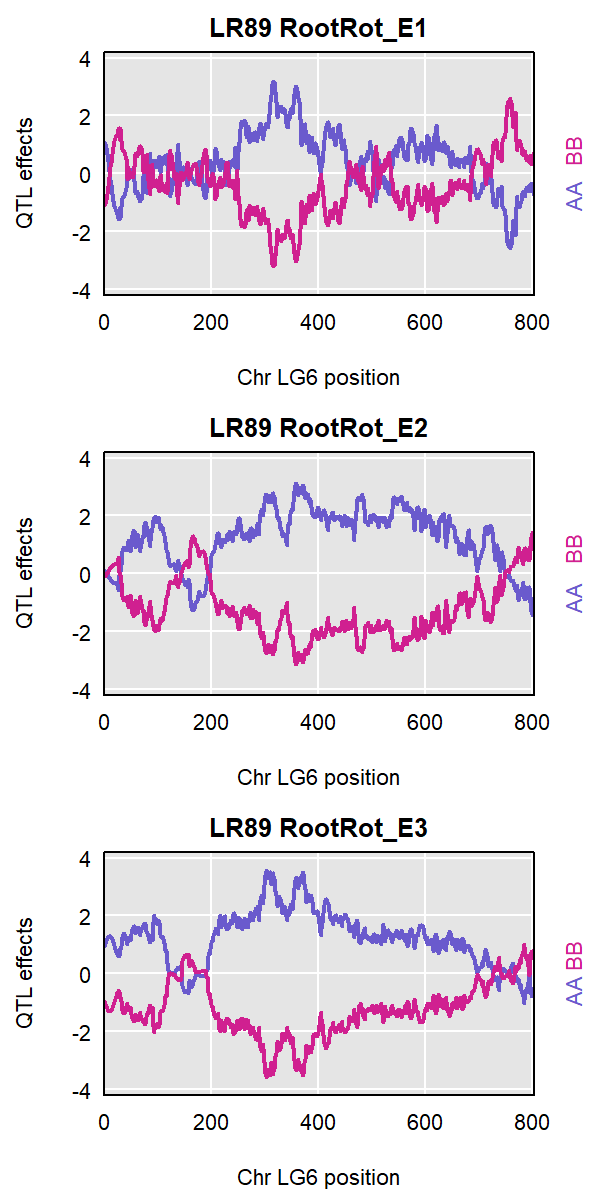 LR89 RootRot_E1
4
2
0
-2
-4
QTL effects
AA BB
0 200 400 600 800
Chr LG6 position
LR89 RootRot_E2
4
2
0
-2
-4
QTL effects
AA BB
0 200 400 600 800
Chr LG6 position
LR89 RootRot_E3
4
2
0
-2
-4
QTL effects
AA BB
0 200 400 600 800
Chr LG6 position